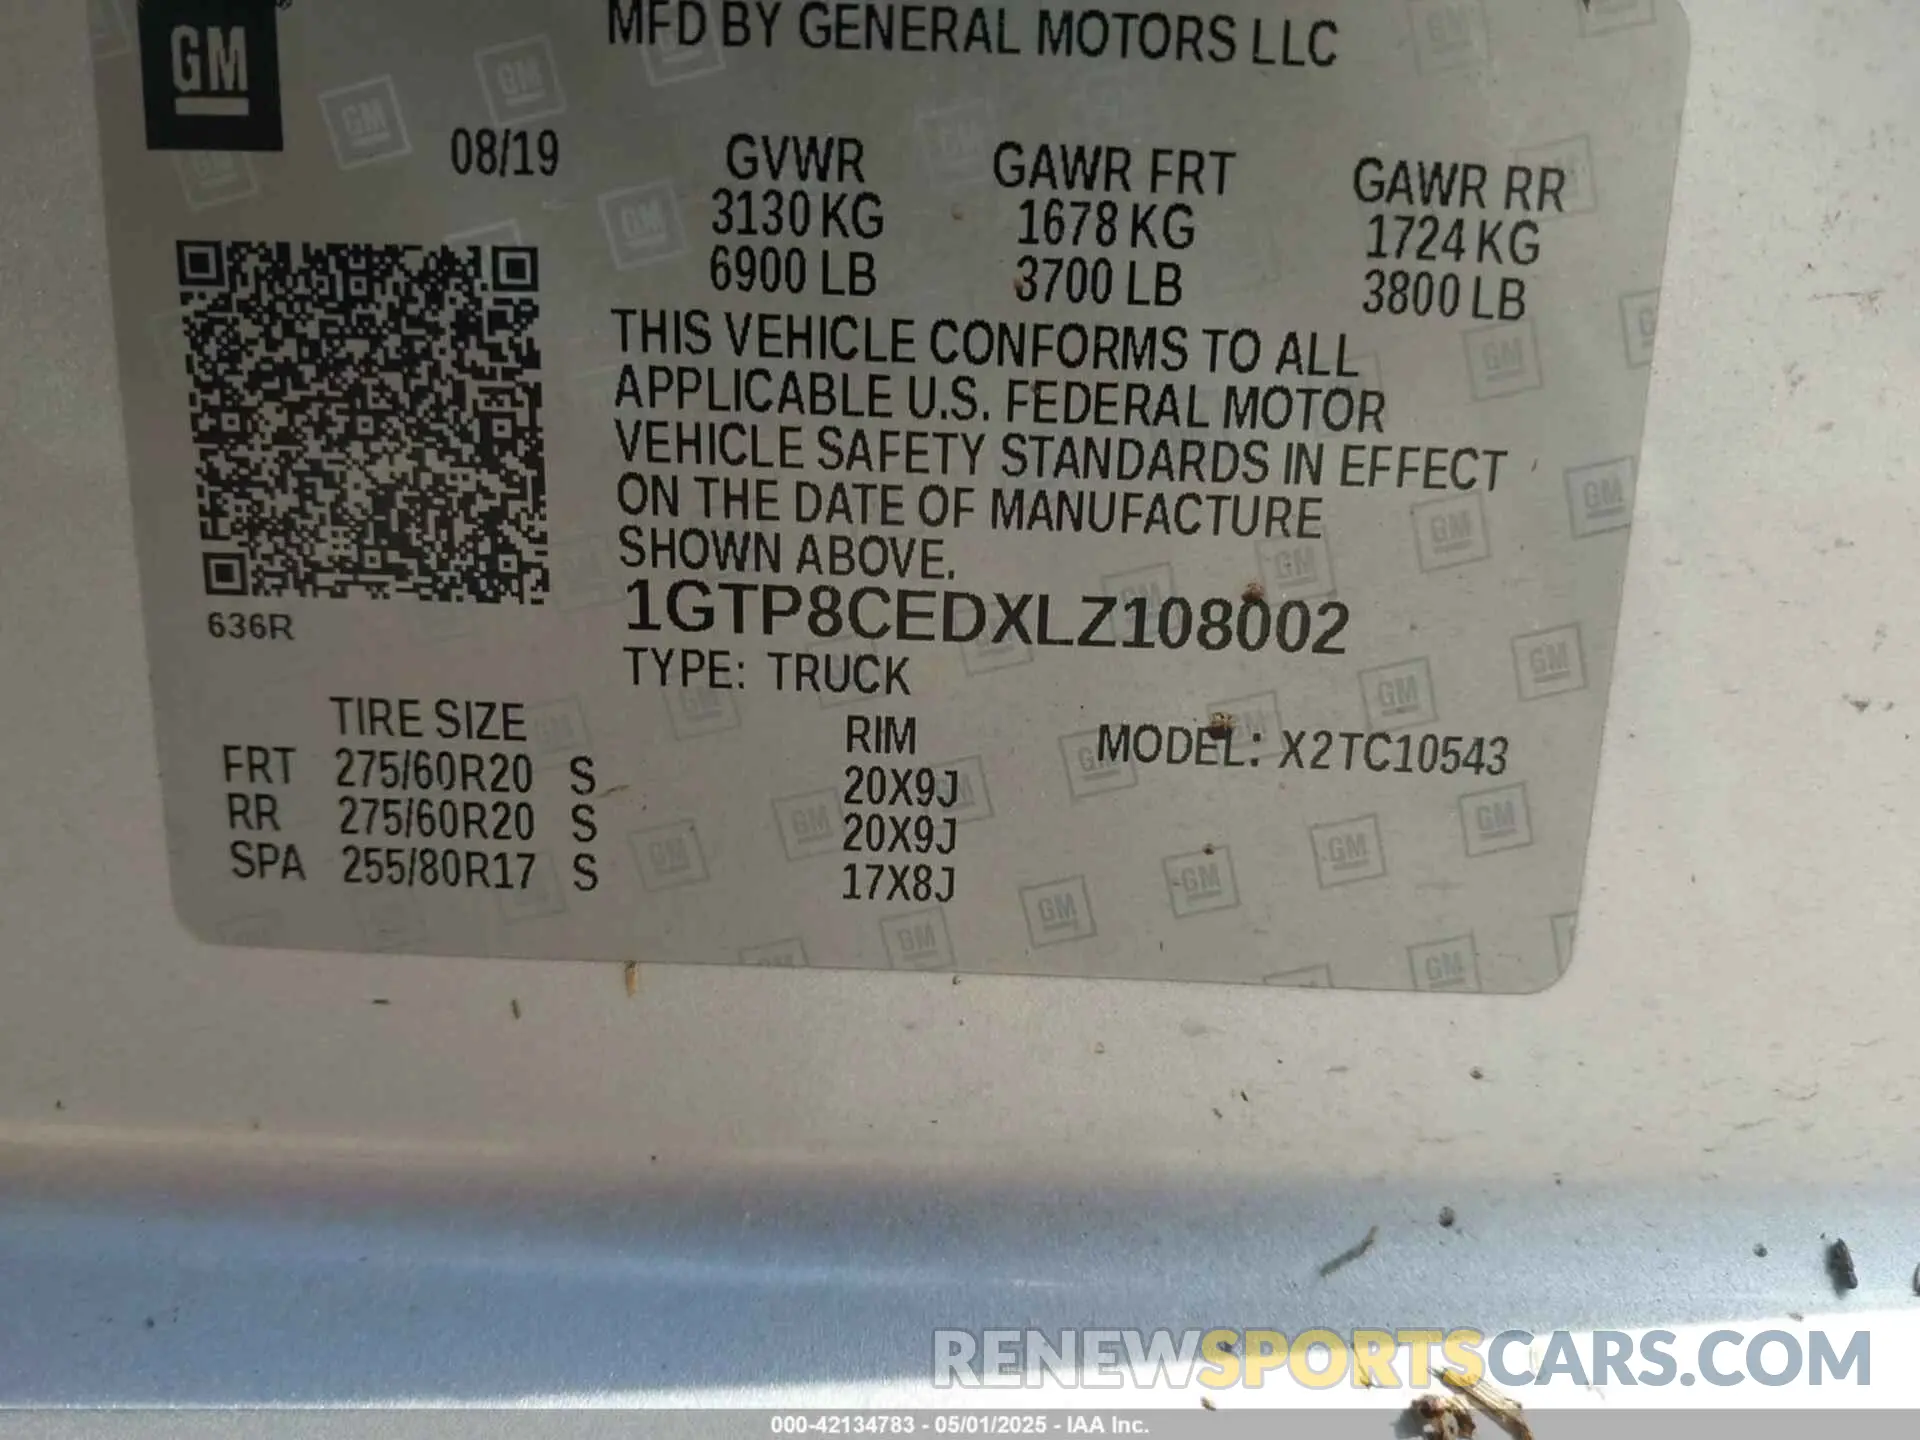 GM
MFD BY GENERAL MOTORS LLC
08/19 GVWR GAWR FRT GAWR RR
3130 KG 1678 KG 1724 KG
6900 LB 3700 LB 3800 LB
THIS VEHICLE CONFORMS TO ALL
APPLICABLE U.S. FEDERAL MOTOR
VEHICLE SAFETY STANDARDS IN EFFECT
ON THE DATE OF MANUFACTURE
SHOWN ABOVE.
636R
1GTP8CEDXLZ108002
TYPE: TRUCK
TIRE SIZE RIM MODEL: X2TC10543
FRT 275/60R20 S 20X9J
RR 275/60R20 S 20X9J
SPA 255/80R17 S 17X8J
RENEWSPORTSCARS.COM
000-42134783 - 05/01/2025 - IAA Inc.